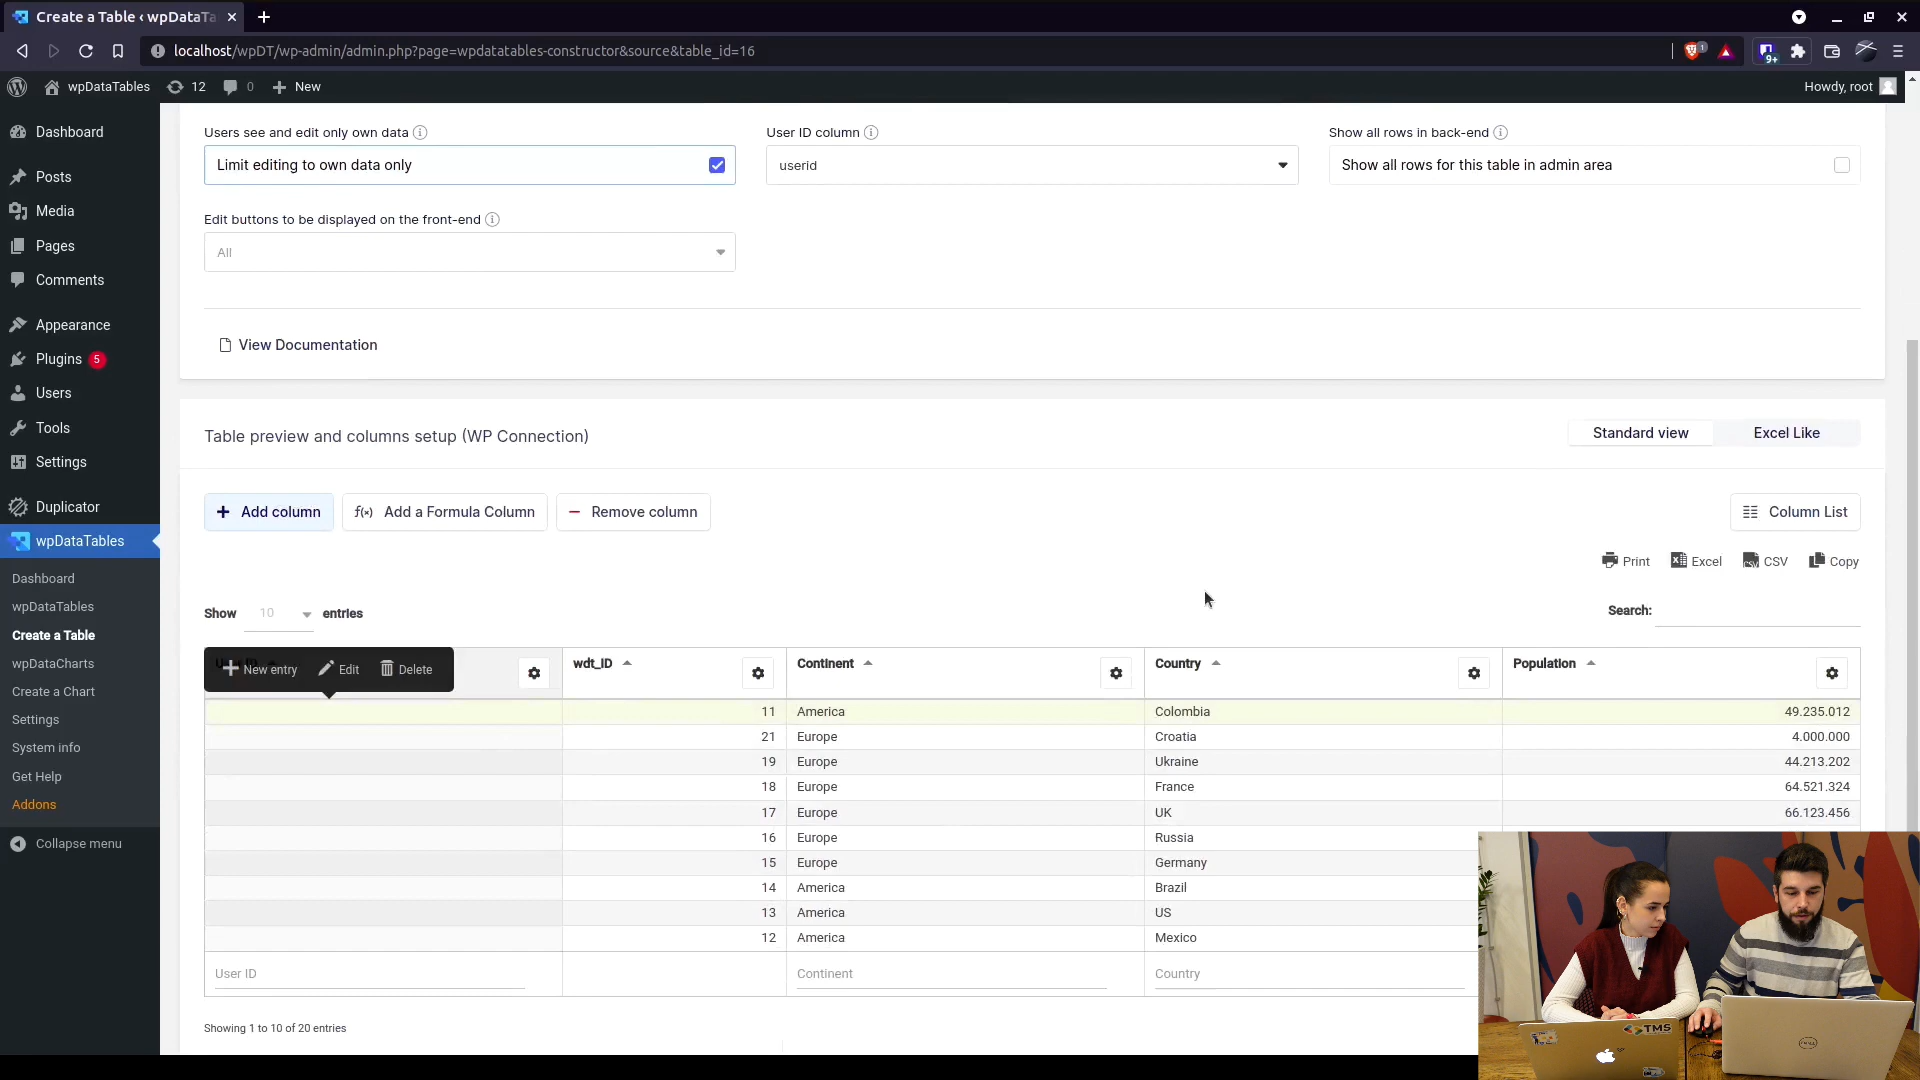 Create a Table ‹ wpDataTa
localhost/wpDT/wp-admin/admin.php?page=wpdatatables-constructor&source&table_id=16
1
9+
wpDataTables
12
0
New
Howdy, root
Dashboard
Posts
Media
Pages
Comments
Appearance
Plugins 5
Users
Tools
Settings
Duplicator
wpDataTables
Dashboard
wpDataTables
Create a Table
wpDataCharts
Create a Chart
Settings
System info
Get Help
Addons
Collapse menu
Users see and edit only own data
User ID column
Show all rows in back-end
Limit editing to own data only
userid
Show all rows for this table in admin area
Edit buttons to be displayed on the front-end
All
View Documentation
Table preview and columns setup (WP Connection)
Standard view
Excel Like
Add column
f(x) Add a Formula Column
Remove column
Column List
Print
Excel
CSV
Copy
Show 10 entries
Search:
New entry
Edit
Delete
wdt_ID
Continent
Country
Population
11 America Colombia 49.235.012
21 Europe Croatia 4.000.000
19 Europe Ukraine 44.213.202
18 Europe France 64.521.324
17 Europe UK 66.123.456
16 Europe Russia
15 Europe Germany
14 America Brazil
13 America US
12 America Mexico
User ID
Continent
Country
Showing 1 to 10 of 20 entries
TMS
DELL